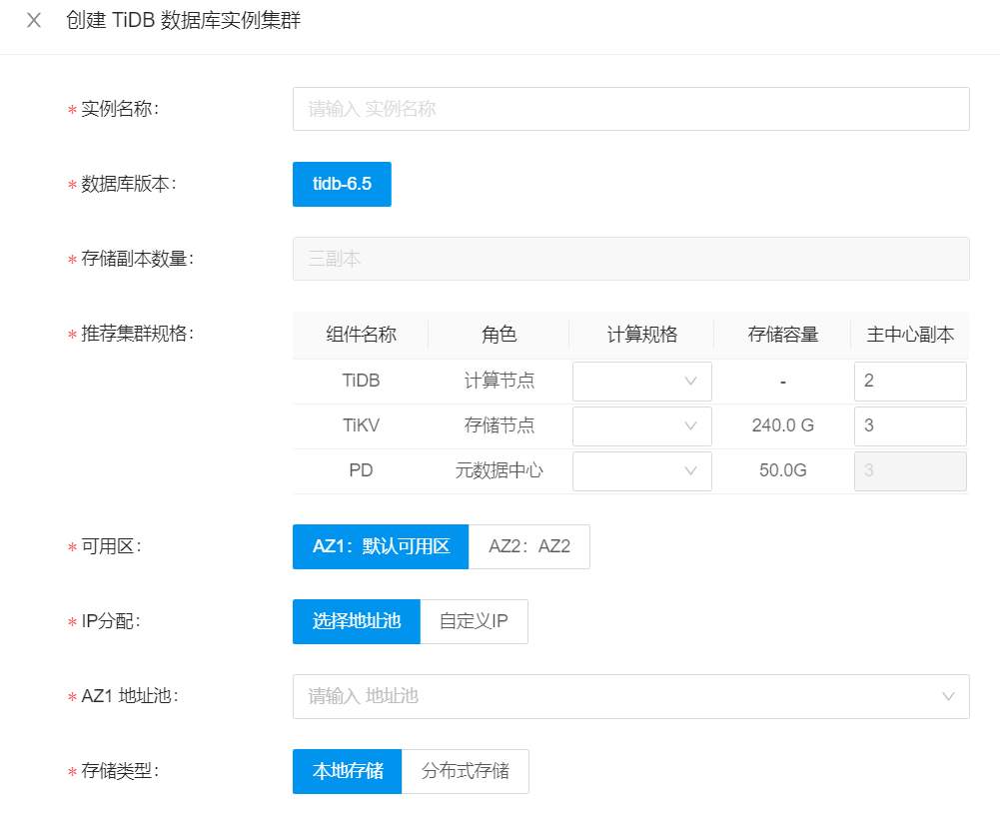 创建 TiDB 数据库实例集群
* 实例名称: 请输入 实例名称
* 数据库版本: tidb-6.5
* 存储副本数量: 三副本
* 推荐集群规格: 组件名称 角色 计算规格 存储容量 主中心副本
TiDB 计算节点 - 2
TiKV 存储节点 240.0 G 3
PD 元数据中心 50.0G 3
* 可用区: AZ1：默认可用区 AZ2：AZ2
* IP分配: 选择地址池 自定义IP
* AZ1 地址池: 请输入 地址池
* 存储类型: 本地存储 分布式存储